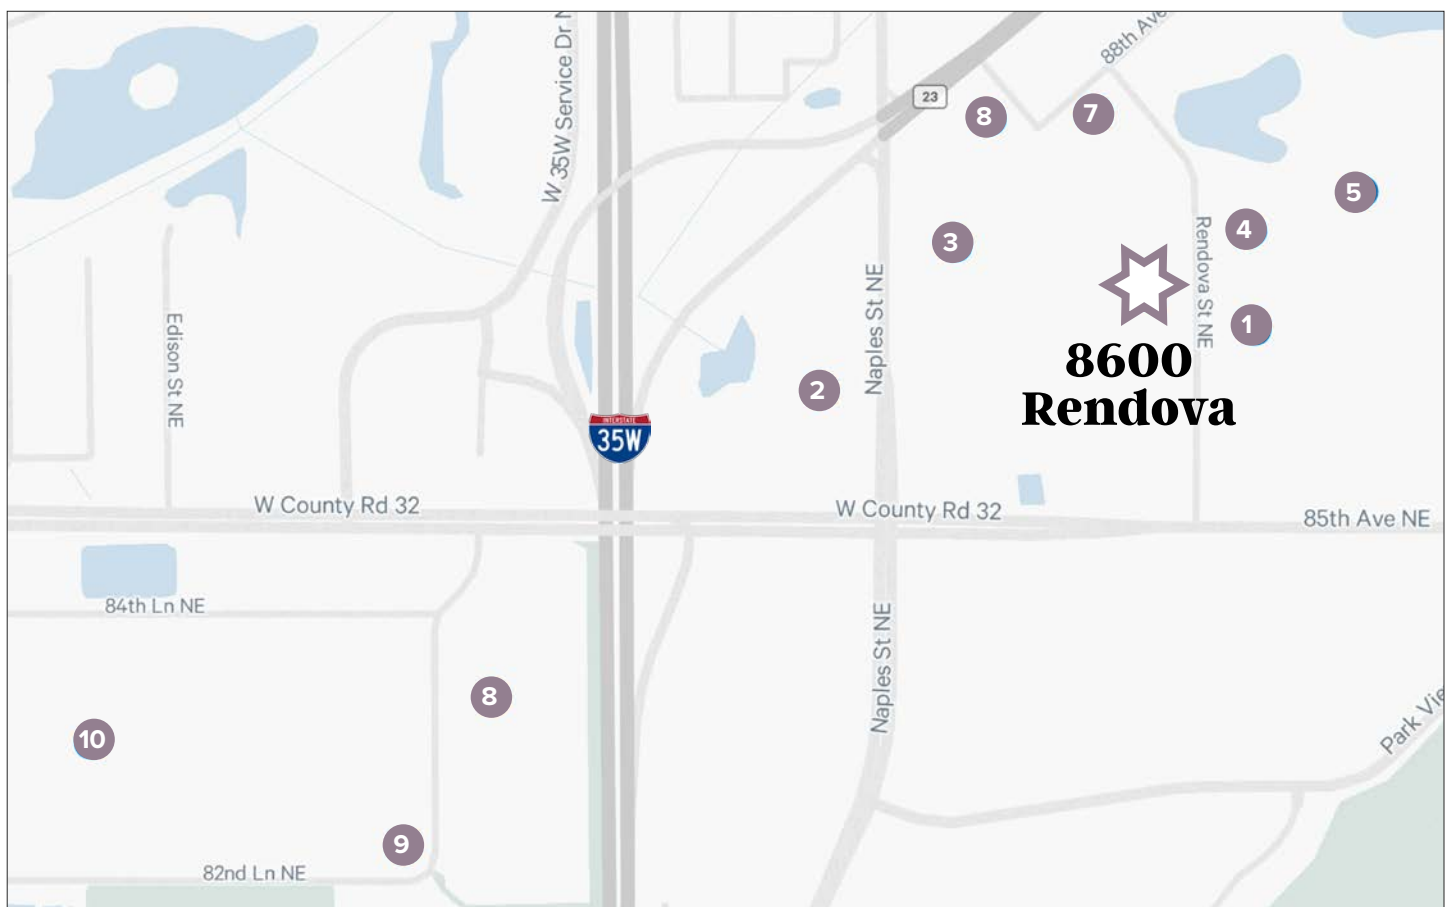 88th Ave
W 35W Service Dr N
23
8
7
5
Rendova St NE
4
3
Naples St NE
1
8600
Rendova
Edison St NE
2
INTERSTATE
35W
W County Rd 32
W County Rd 32
85th Ave NE
84th Ln NE
Naples St NE
8
Park Vie
10
9
82nd Ln NE